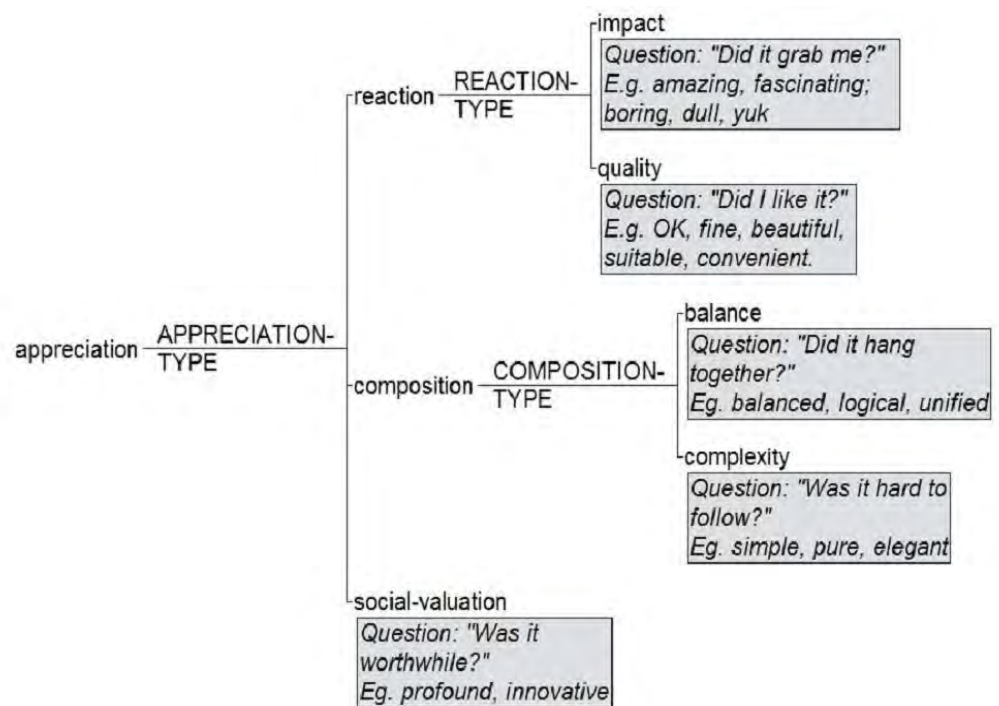 impact
Question: "Did it grab me?"
E.g. amazing, fascinating;
boring, dull, yuk
reaction
REACTION-
TYPE
quality
Question: "Did I like it?"
E.g. OK, fine, beautiful,
suitable, convenient.
appreciation
APPRECIATION-
TYPE
balance
Question: "Did it hang
together?"
Eg. balanced, logical, unified
composition
COMPOSITION-
TYPE
complexity
Question: "Was it hard to
follow?"
Eg. simple, pure, elegant
social-valuation
Question: "Was it
worthwhile?"
Eg. profound, innovative